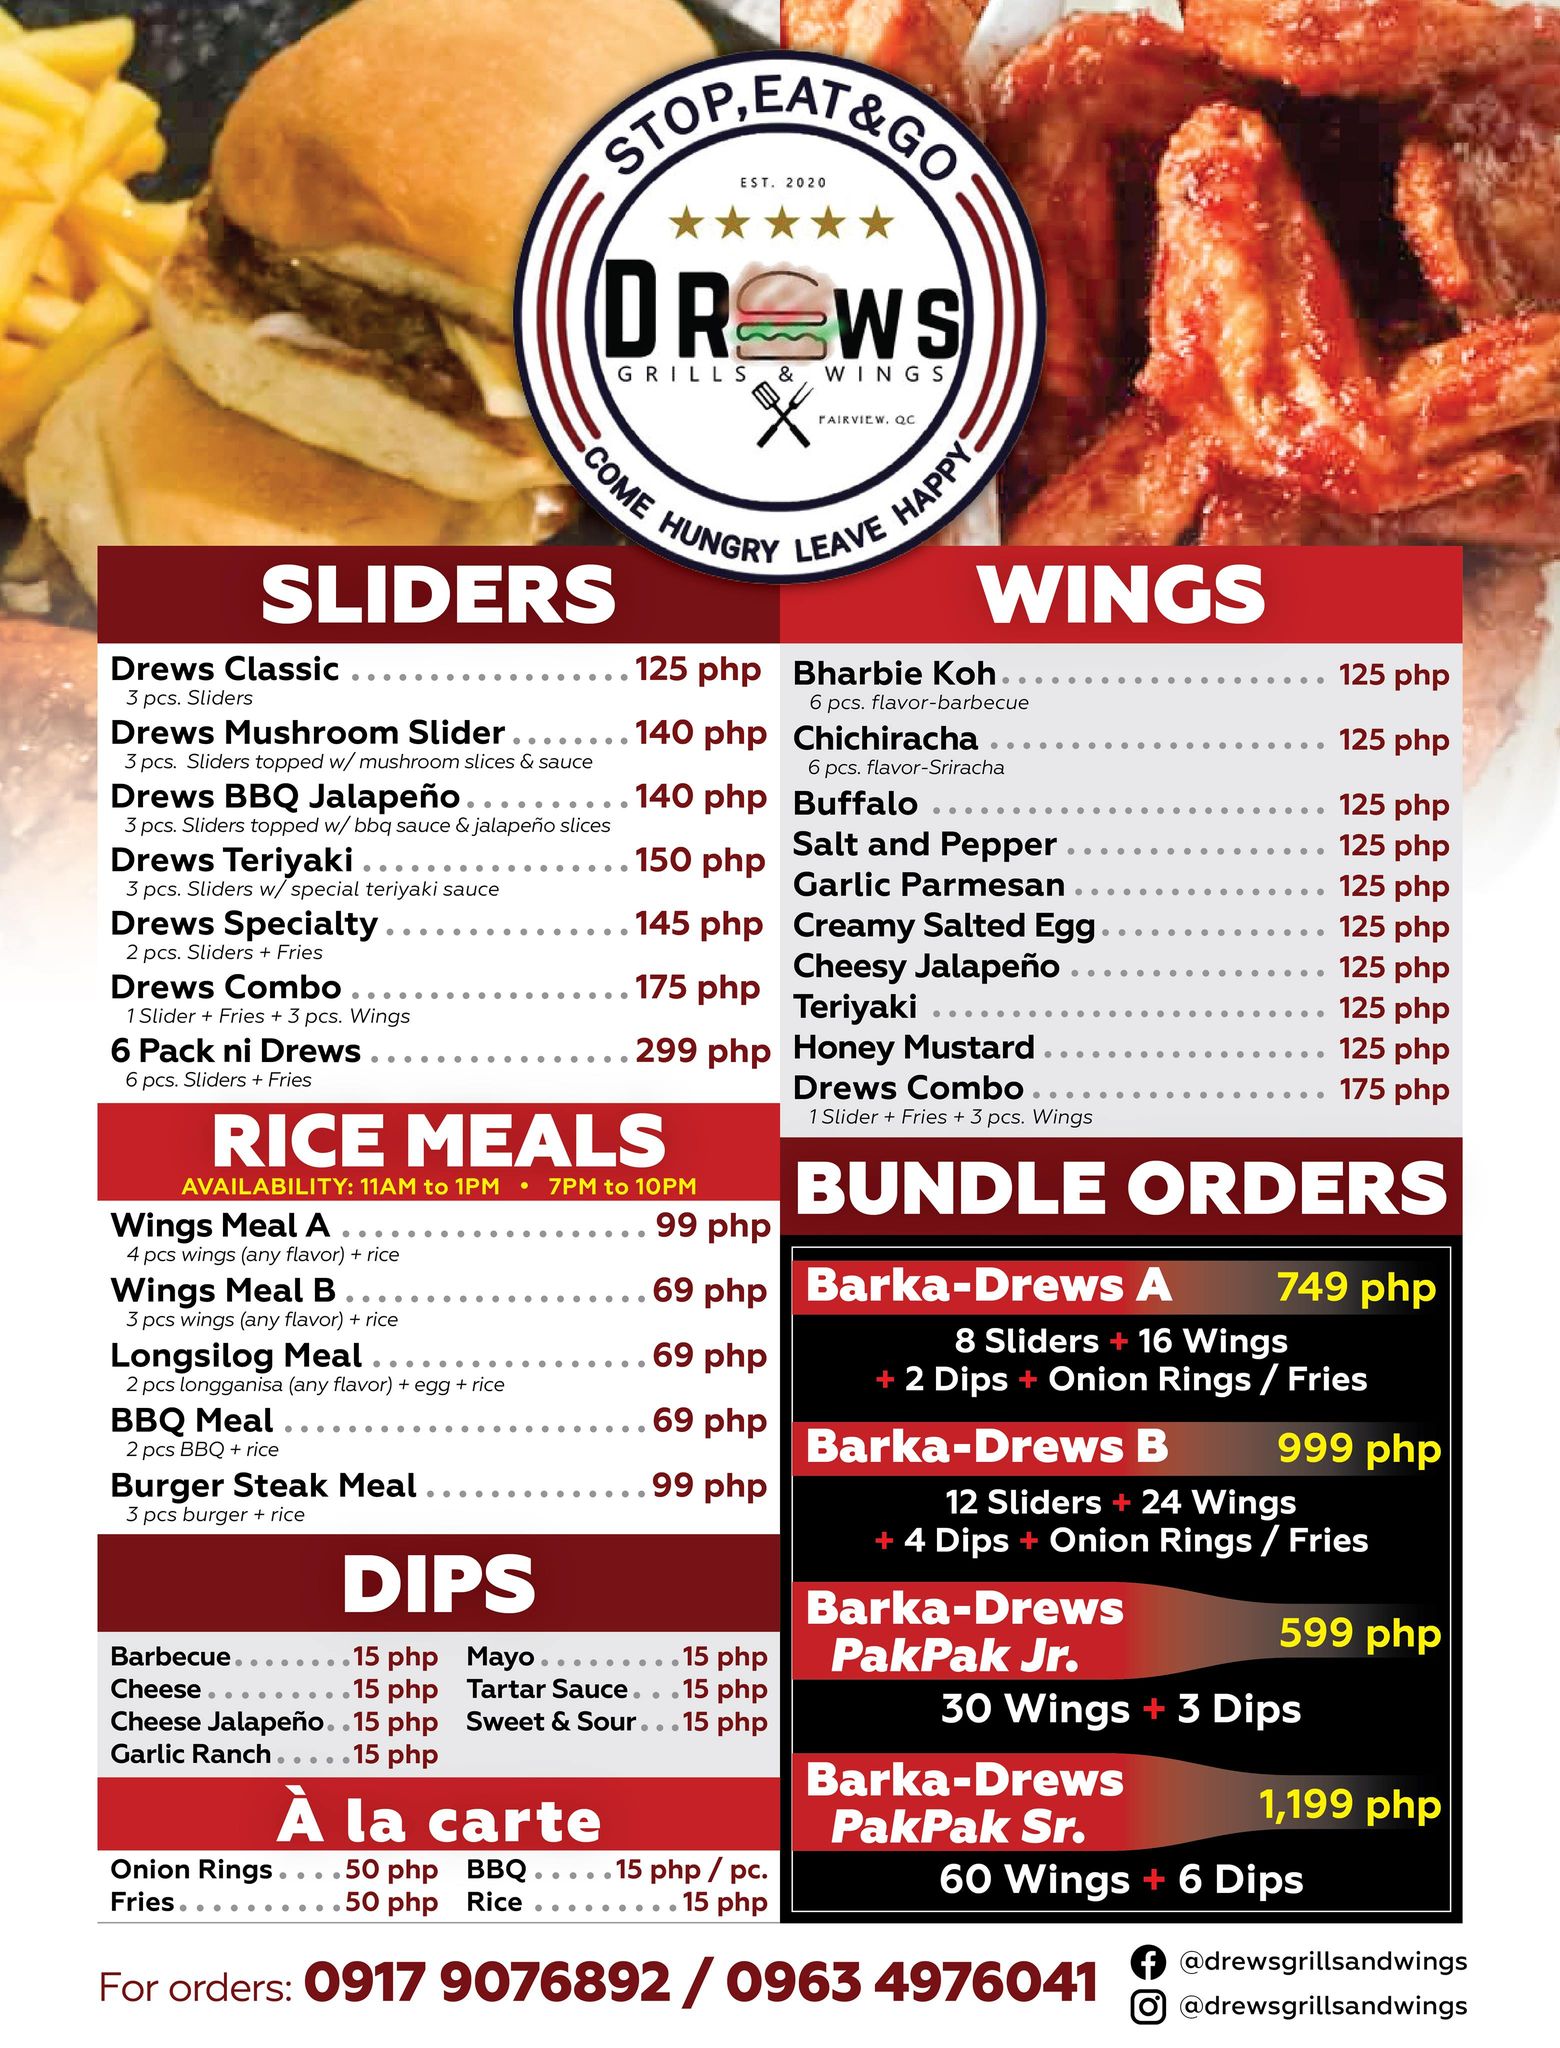 STOP,EAT&GO
EST. 2020
DREWS
GRILLS & WINGS
FAIRVIEW, QC
COME HUNGRY LEAVE HAPPY
SLIDERS
Drews Classic ................. 125 php
3 pcs. Sliders
Drews Mushroom Slider ........ 140 php
3 pcs. Sliders topped w/ mushroom slices & sauce
Drews BBQ Jalapeño .......... 140 php
3 pcs. Sliders topped w/ bbq sauce & jalapeño slices
Drews Teriyaki ................ 150 php
3 pcs. Sliders w/ special teriyaki sauce
Drews Specialty ............... 145 php
2 pcs. Sliders + Fries
Drews Combo ................. 175 php
1 Slider + Fries + 3 pcs. Wings
6 Pack ni Drews ................ 299 php
6 pcs. Sliders + Fries
RICE MEALS
AVAILABILITY: 11AM to 1PM • 7PM to 10PM
Wings Meal A ................... 99 php
4 pcs wings (any flavor) + rice
Wings Meal B ................... 69 php
3 pcs wings (any flavor) + rice
Longsilog Meal ................. 69 php
2 pcs longganisa (any flavor) + egg + rice
BBQ Meal ...................... 69 php
2 pcs BBQ + rice
Burger Steak Meal .............. 99 php
3 pcs burger + rice
DIPS
Barbecue ........ 15 php
Cheese ......... 15 php
Cheese Jalapeño .. 15 php
Garlic Ranch ..... 15 php
Mayo ......... 15 php
Tartar Sauce ... 15 php
Sweet & Sour ... 15 php
À la carte
Onion Rings .... 50 php
Fries .......... 50 php
BBQ ..... 15 php / pc.
Rice ......... 15 php
WINGS
Bharbie Koh .................... 125 php
6 pcs. flavor-barbecue
Chichiracha ..................... 125 php
6 pcs. flavor-Sriracha
Buffalo ......................... 125 php
Salt and Pepper ................ 125 php
Garlic Parmesan ................ 125 php
Creamy Salted Egg .............. 125 php
Cheesy Jalapeño ................ 125 php
Teriyaki ......................... 125 php
Honey Mustard .................. 125 php
Drews Combo ................... 175 php
1 Slider + Fries + 3 pcs. Wings
BUNDLE ORDERS
Barka-Drews A 749 php
8 Sliders + 16 Wings
+ 2 Dips + Onion Rings / Fries
Barka-Drews B 999 php
12 Sliders + 24 Wings
+ 4 Dips + Onion Rings / Fries
Barka-Drews
PakPak Jr. 599 php
30 Wings + 3 Dips
Barka-Drews
PakPak Sr. 1,199 php
60 Wings + 6 Dips
For orders: 0917 9076892 / 0963 4976041
@drewsgrillsandwings
@drewsgrillsandwings